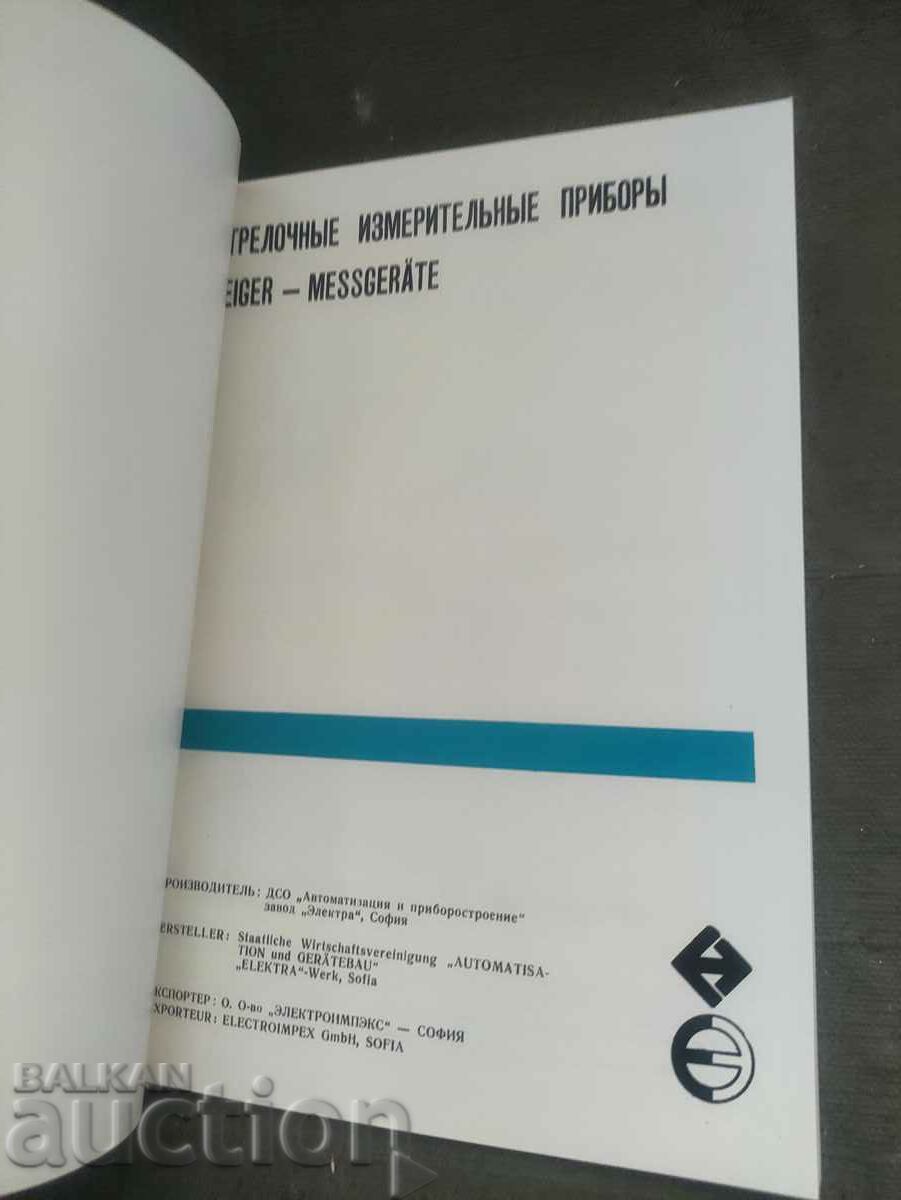 ТРЕЛОЧНЫЕ ИЗМЕРИТЕЛЬНЫЕ ПРИБОРЫ
EIGER – MESSGERÄTE
РОИЗВОДИТЕЛЬ: ДСО „Автоматизация и приборостроение“
завод „Электра“, София
ERSTELLER: Staatliche Wirtschaftsvereinigung „AUTOMATISA-
TION und GERÄTEBAU“
„ELEKTRA“-Werk, Sofia
КСПОРТЕР: О. О-во „ЭЛЕКТРОИМПЭКС“ — СОФИЯ
XPORTEUR: ELECTROIMPEX GmbH, SOFIA
BALKAN
auction